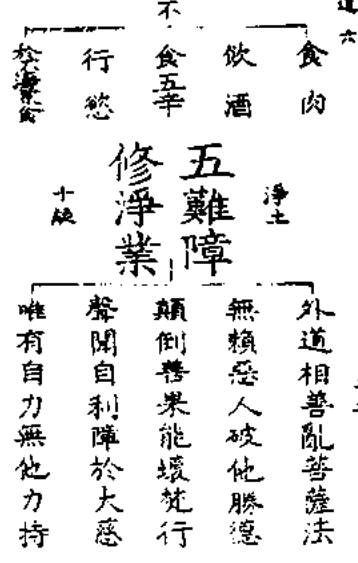 六
不
食肉
飲酒
食五辛
行慾
淨土
五難障
修淨業
十
外道相善亂菩薩法
無賴惡人破他勝德
顛倒善果能壞梵行
聲聞自利障於大慈
唯有自力無他力持